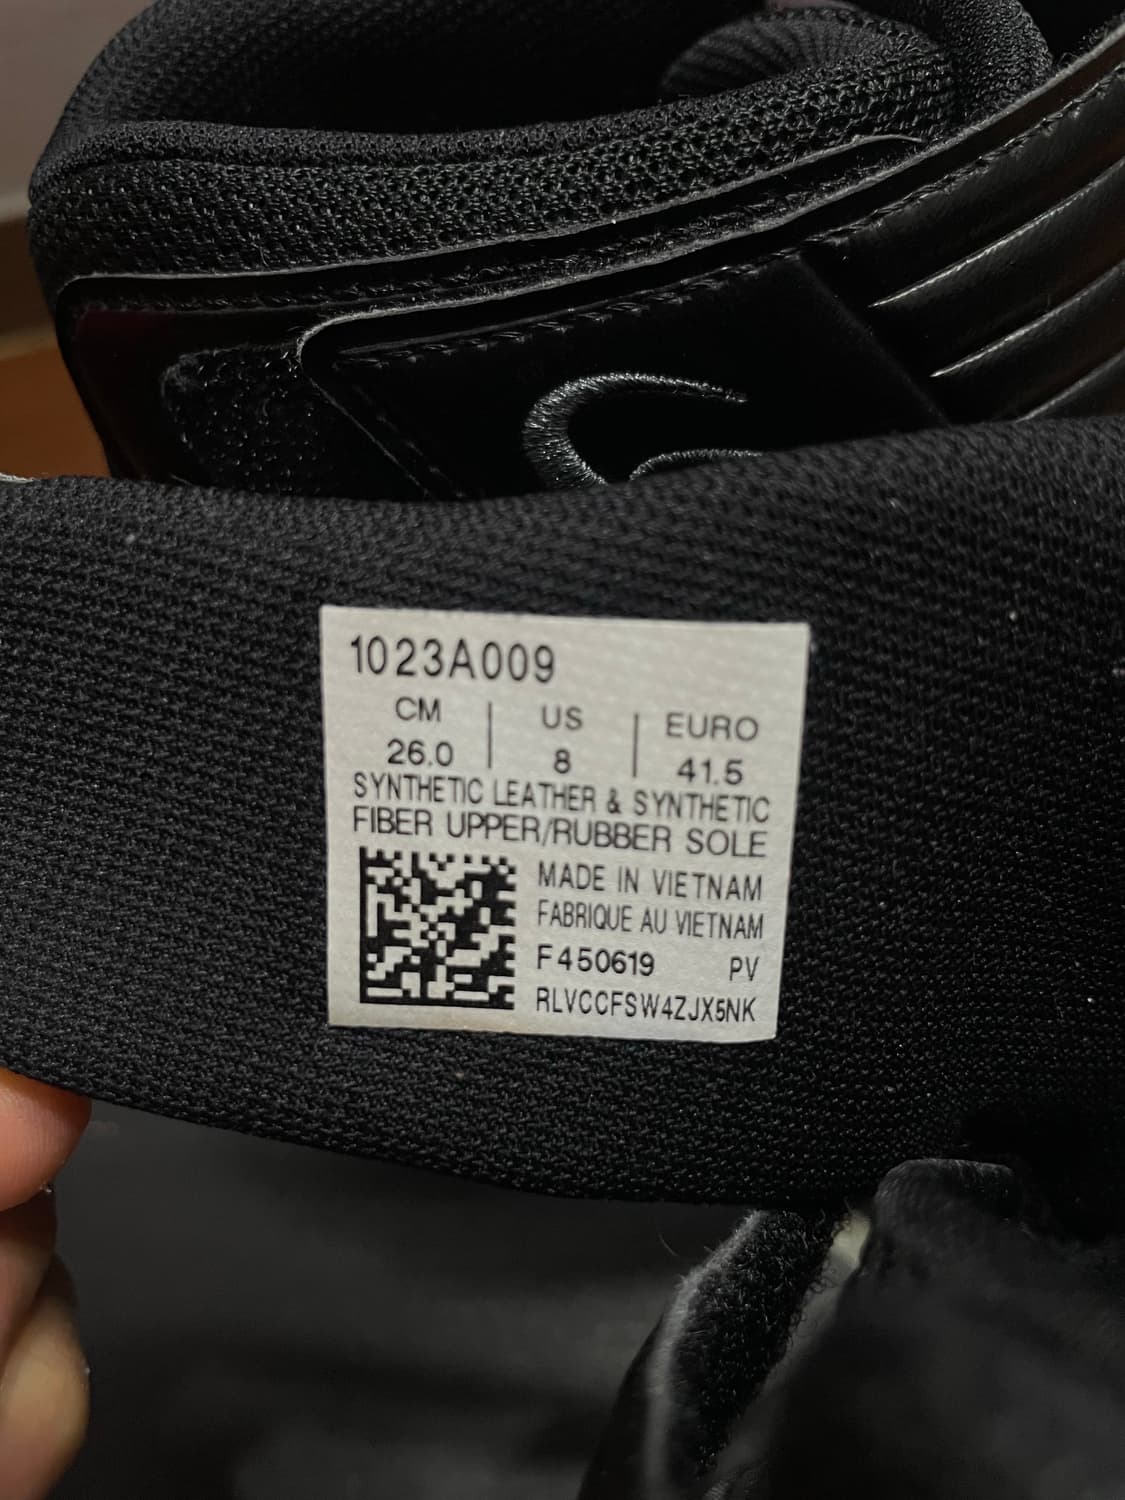 1023A009
CM | US | EURO
26.0 | 8 | 41.5
SYNTHETIC LEATHER & SYNTHETIC
FIBER UPPER/RUBBER SOLE
MADE IN VIETNAM
FABRIQUE AU VIETNAM
F450619 PV
RLVCCFSW4ZJX5NK